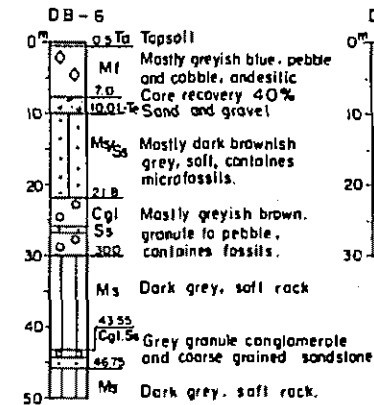 DB-6 D
0m 0.5 Ta Topsoil 0m
Mf Mostly greyish blue, pebble
and cobble, andesitic
7.0 Core recovery 40%
10 10.01 Te Sand and gravel 10
Ms/Ss Mostly dark brownish
grey, soft, containes
microfossils.
20 20
21.8
Cgl Mostly greyish brown.
Ss granule to pebble,
30 30.0 containes fossils. 30
Ms Dark grey, soft rack
40 43.55
Cgl.Ss Grey granule conglomerate
46.75 and coarse grained sandstone
50 Ms Dark grey, soft rack.